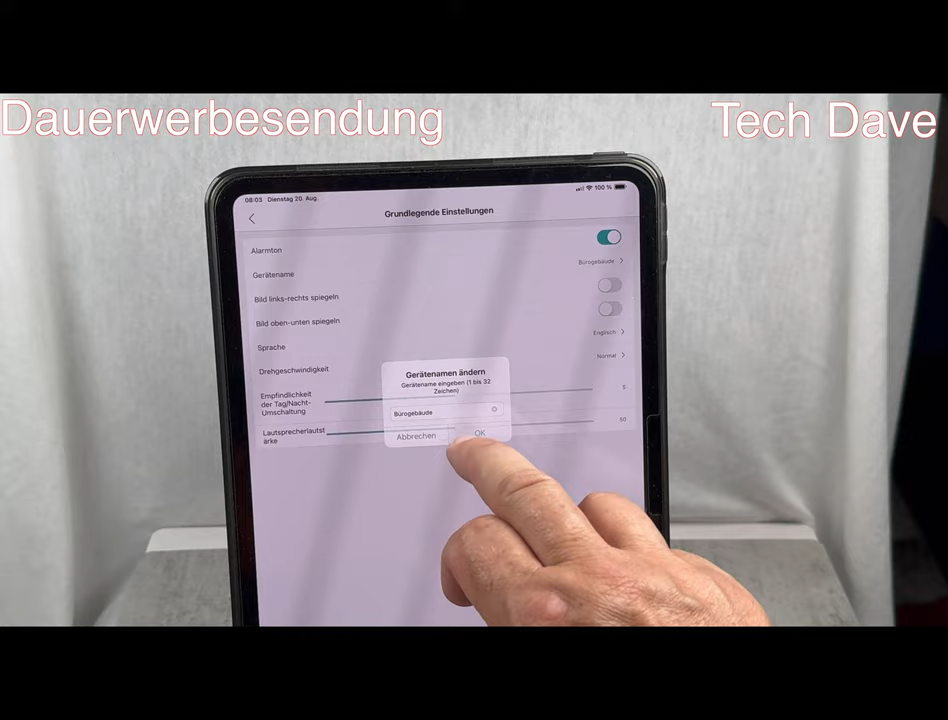 Dauerwerbesendung
Tech Dave
08:03 Dienstag 20. Aug.
100 %
Grundlegende Einstellungen
Alarmton
Gerätename
Bürogebäude
Bild links-rechts spiegeln
Bild oben-unten spiegeln
Sprache
Englisch
Drehgeschwindigkeit
Normal
Empfindlichkeit
der Tag/Nacht-
Umschaltung
5
Lautsprecherlautst
ärke
50
Gerätenamen ändern
Gerätename eingeben (1 bis 32
Zeichen)
Bürogebäude
Abbrechen
OK